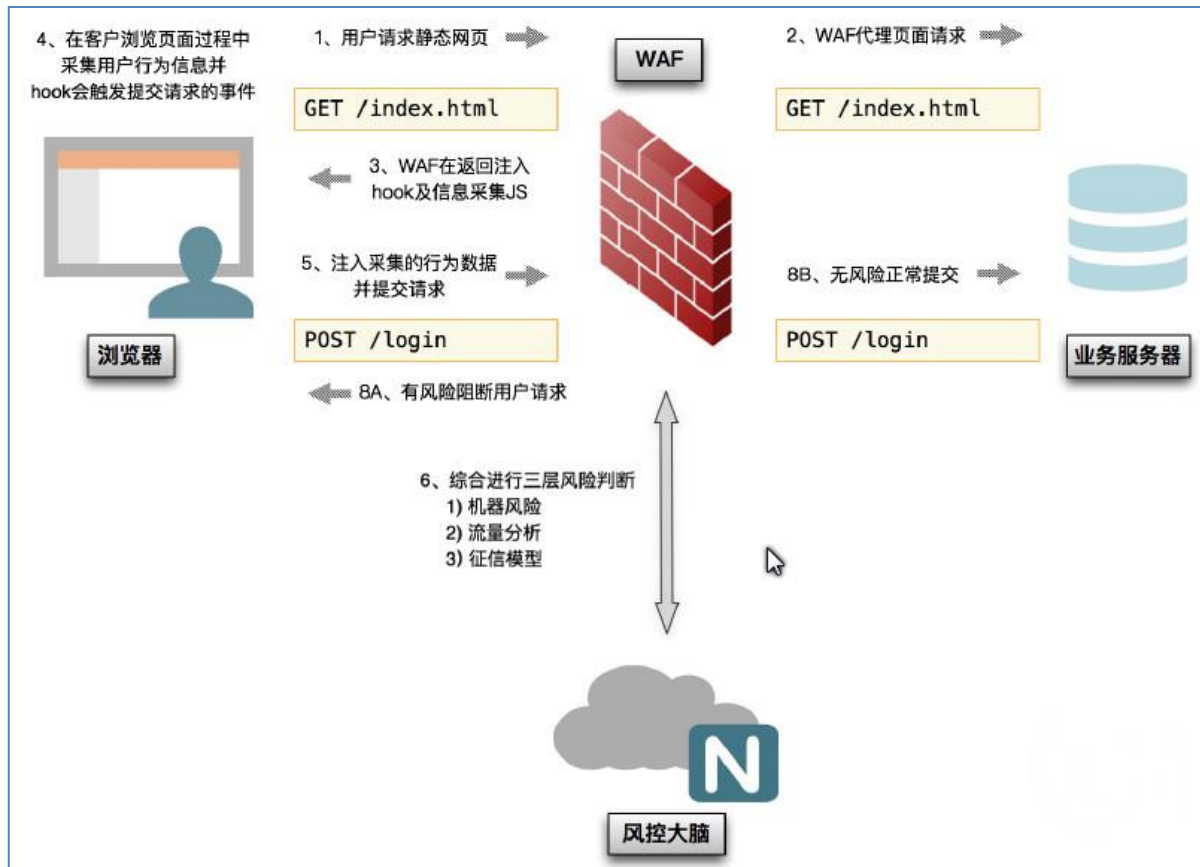 4、在客户浏览页面过程中
采集用户行为信息并
hook会触发提交请求的事件
1、用户请求静态网页
WAF
2、WAF代理页面请求
GET /index.html
GET /index.html
3、WAF在返回注入
hook及信息采集JS
5、注入采集的行为数据
并提交请求
8B、无风险正常提交
POST /login
POST /login
浏览器
业务服务器
8A、有风险阻断用户请求
6、综合进行三层风险判断
1) 机器风险
2) 流量分析
3) 征信模型
N
风控大脑